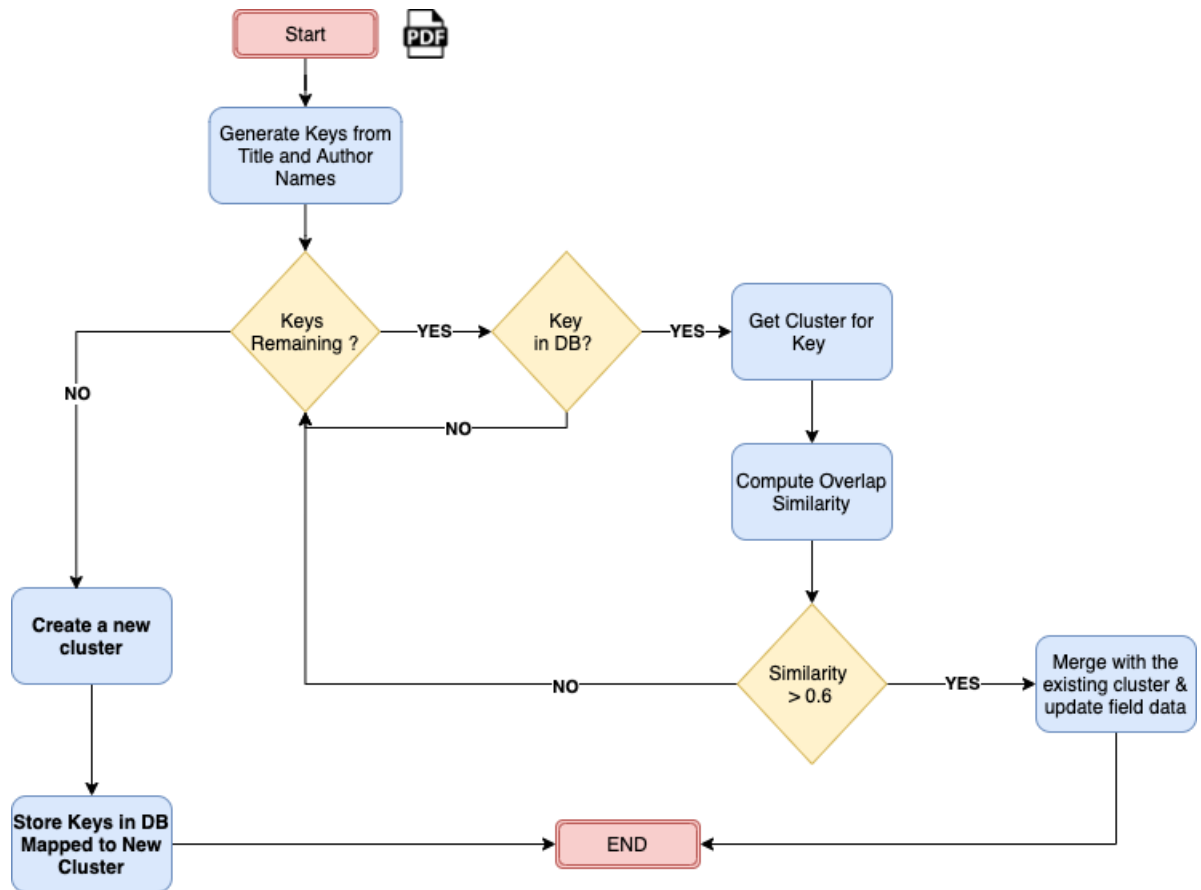 Start
PDF
Generate Keys from
Title and Author
Names
Keys
Remaining ?
YES
Key
in DB?
YES
Get Cluster for
Key
NO
NO
Compute Overlap
Similarity
Create a new
cluster
Similarity
> 0.6
NO
YES
Merge with the
existing cluster &
update field data
Store Keys in DB
Mapped to New
Cluster
END